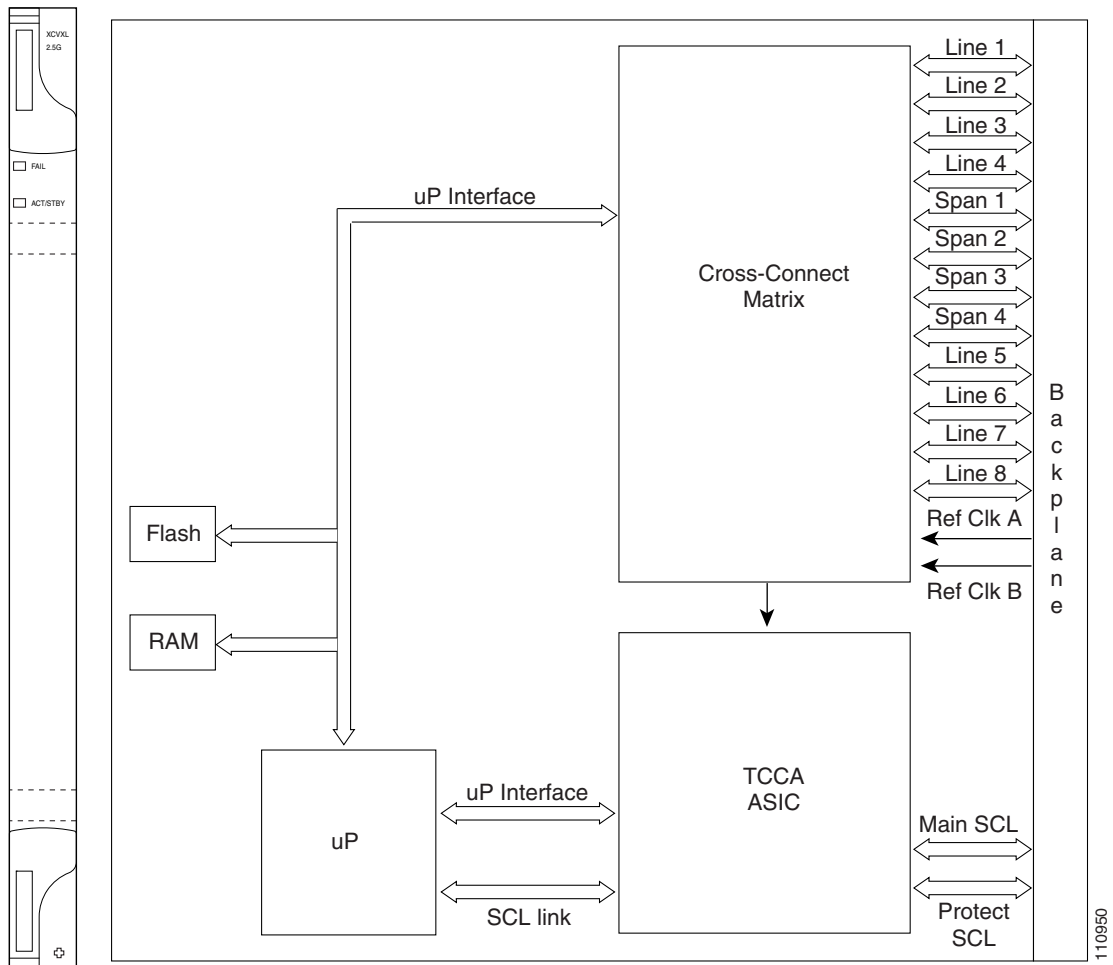 XCVXL
2.5G
FAIL
ACT/STBY
uP Interface
Cross-Connect
Matrix
Line 1
Line 2
Line 3
Line 4
Span 1
Span 2
Span 3
Span 4
Line 5
Line 6
Line 7
Line 8
Ref Clk A
Ref Clk B
Backplane
Flash
RAM
uP
uP Interface
SCL link
TCCA
ASIC
Main SCL
Protect
SCL
110950